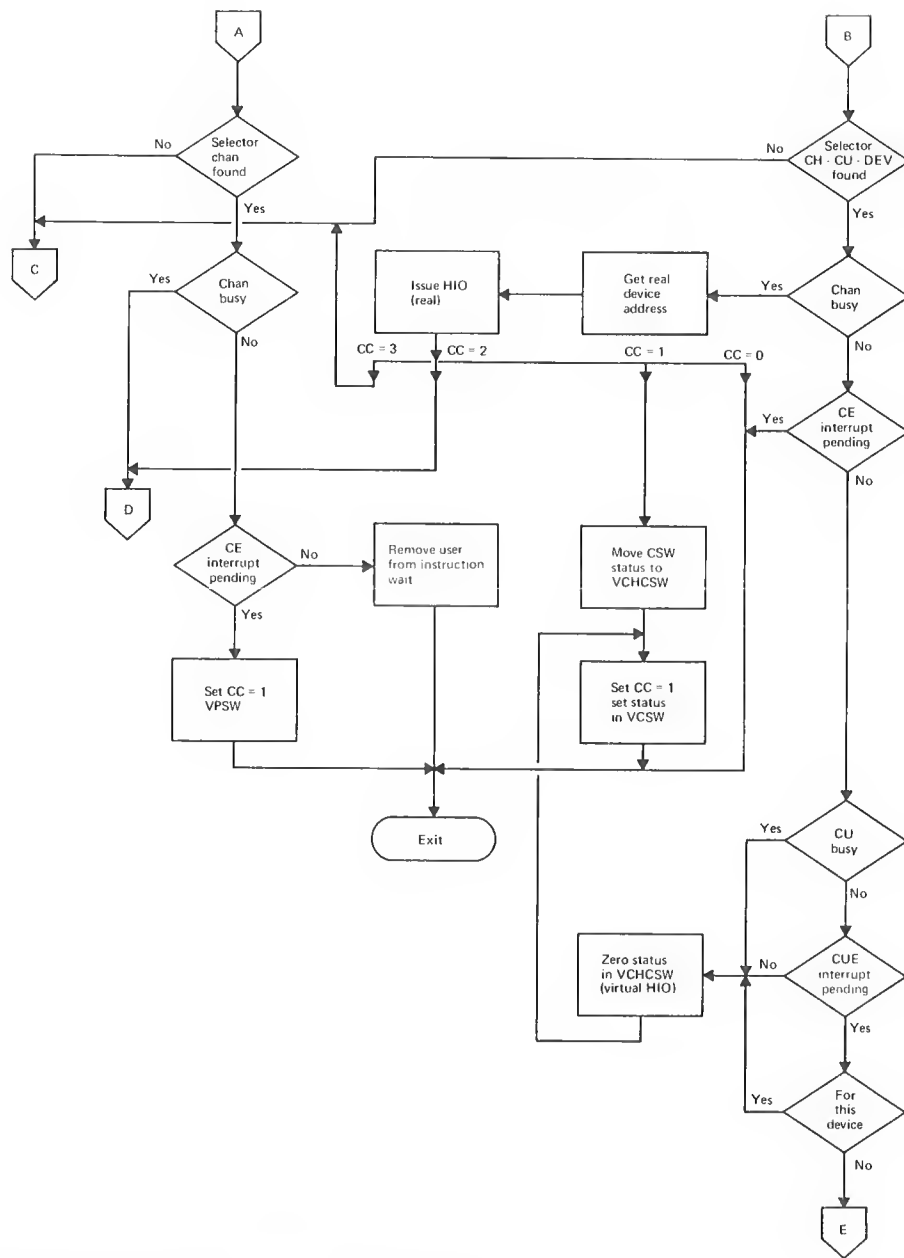 A
B
No
Selector
chan
found
No
Selector
CH - CU - DEV
found
Yes
Yes
C
Yes
Chan
busy
Issue HIO
(real)
Get real
device
address
Yes
Chan
busy
No
CC = 3
CC = 2
CC = 1
CC = 0
No
Yes
CE
interrupt
pending
D
No
CE
interrupt
pending
No
Remove user
from instruction
wait
Move CSW
status to
VCHCSW
Yes
Set CC = 1
VPSW
Set CC = 1
set status
in VCSW
Exit
Yes
CU
busy
No
Zero status
in VCHCSW
(virtual HIO)
No
CUE
interrupt
pending
Yes
Yes
For
this
device
No
E